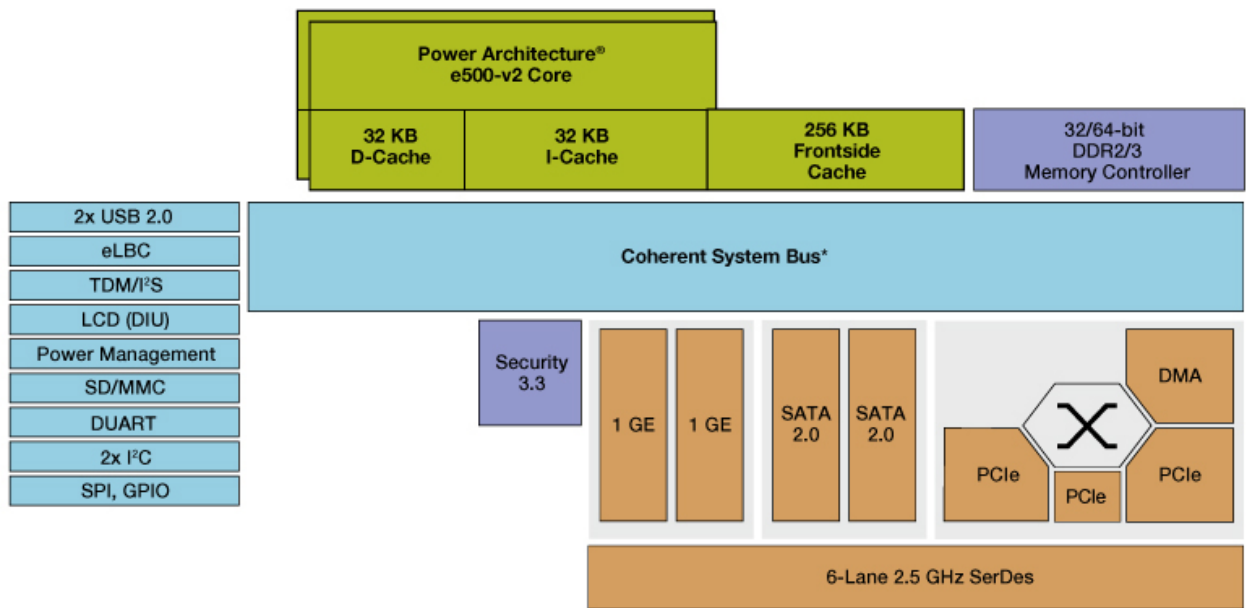 Power Architecture®
e500-v2 Core
32 KB
D-Cache
32 KB
I-Cache
256 KB
Frontside
Cache
32/64-bit
DDR2/3
Memory Controller
2x USB 2.0
eLBC
TDM/I²S
LCD (DIU)
Power Management
SD/MMC
DUART
2x I²C
SPI, GPIO
Coherent System Bus*
Security
3.3
1 GE
1 GE
SATA
2.0
SATA
2.0
DMA
PCIe
PCIe
PCIe
6-Lane 2.5 GHz SerDes